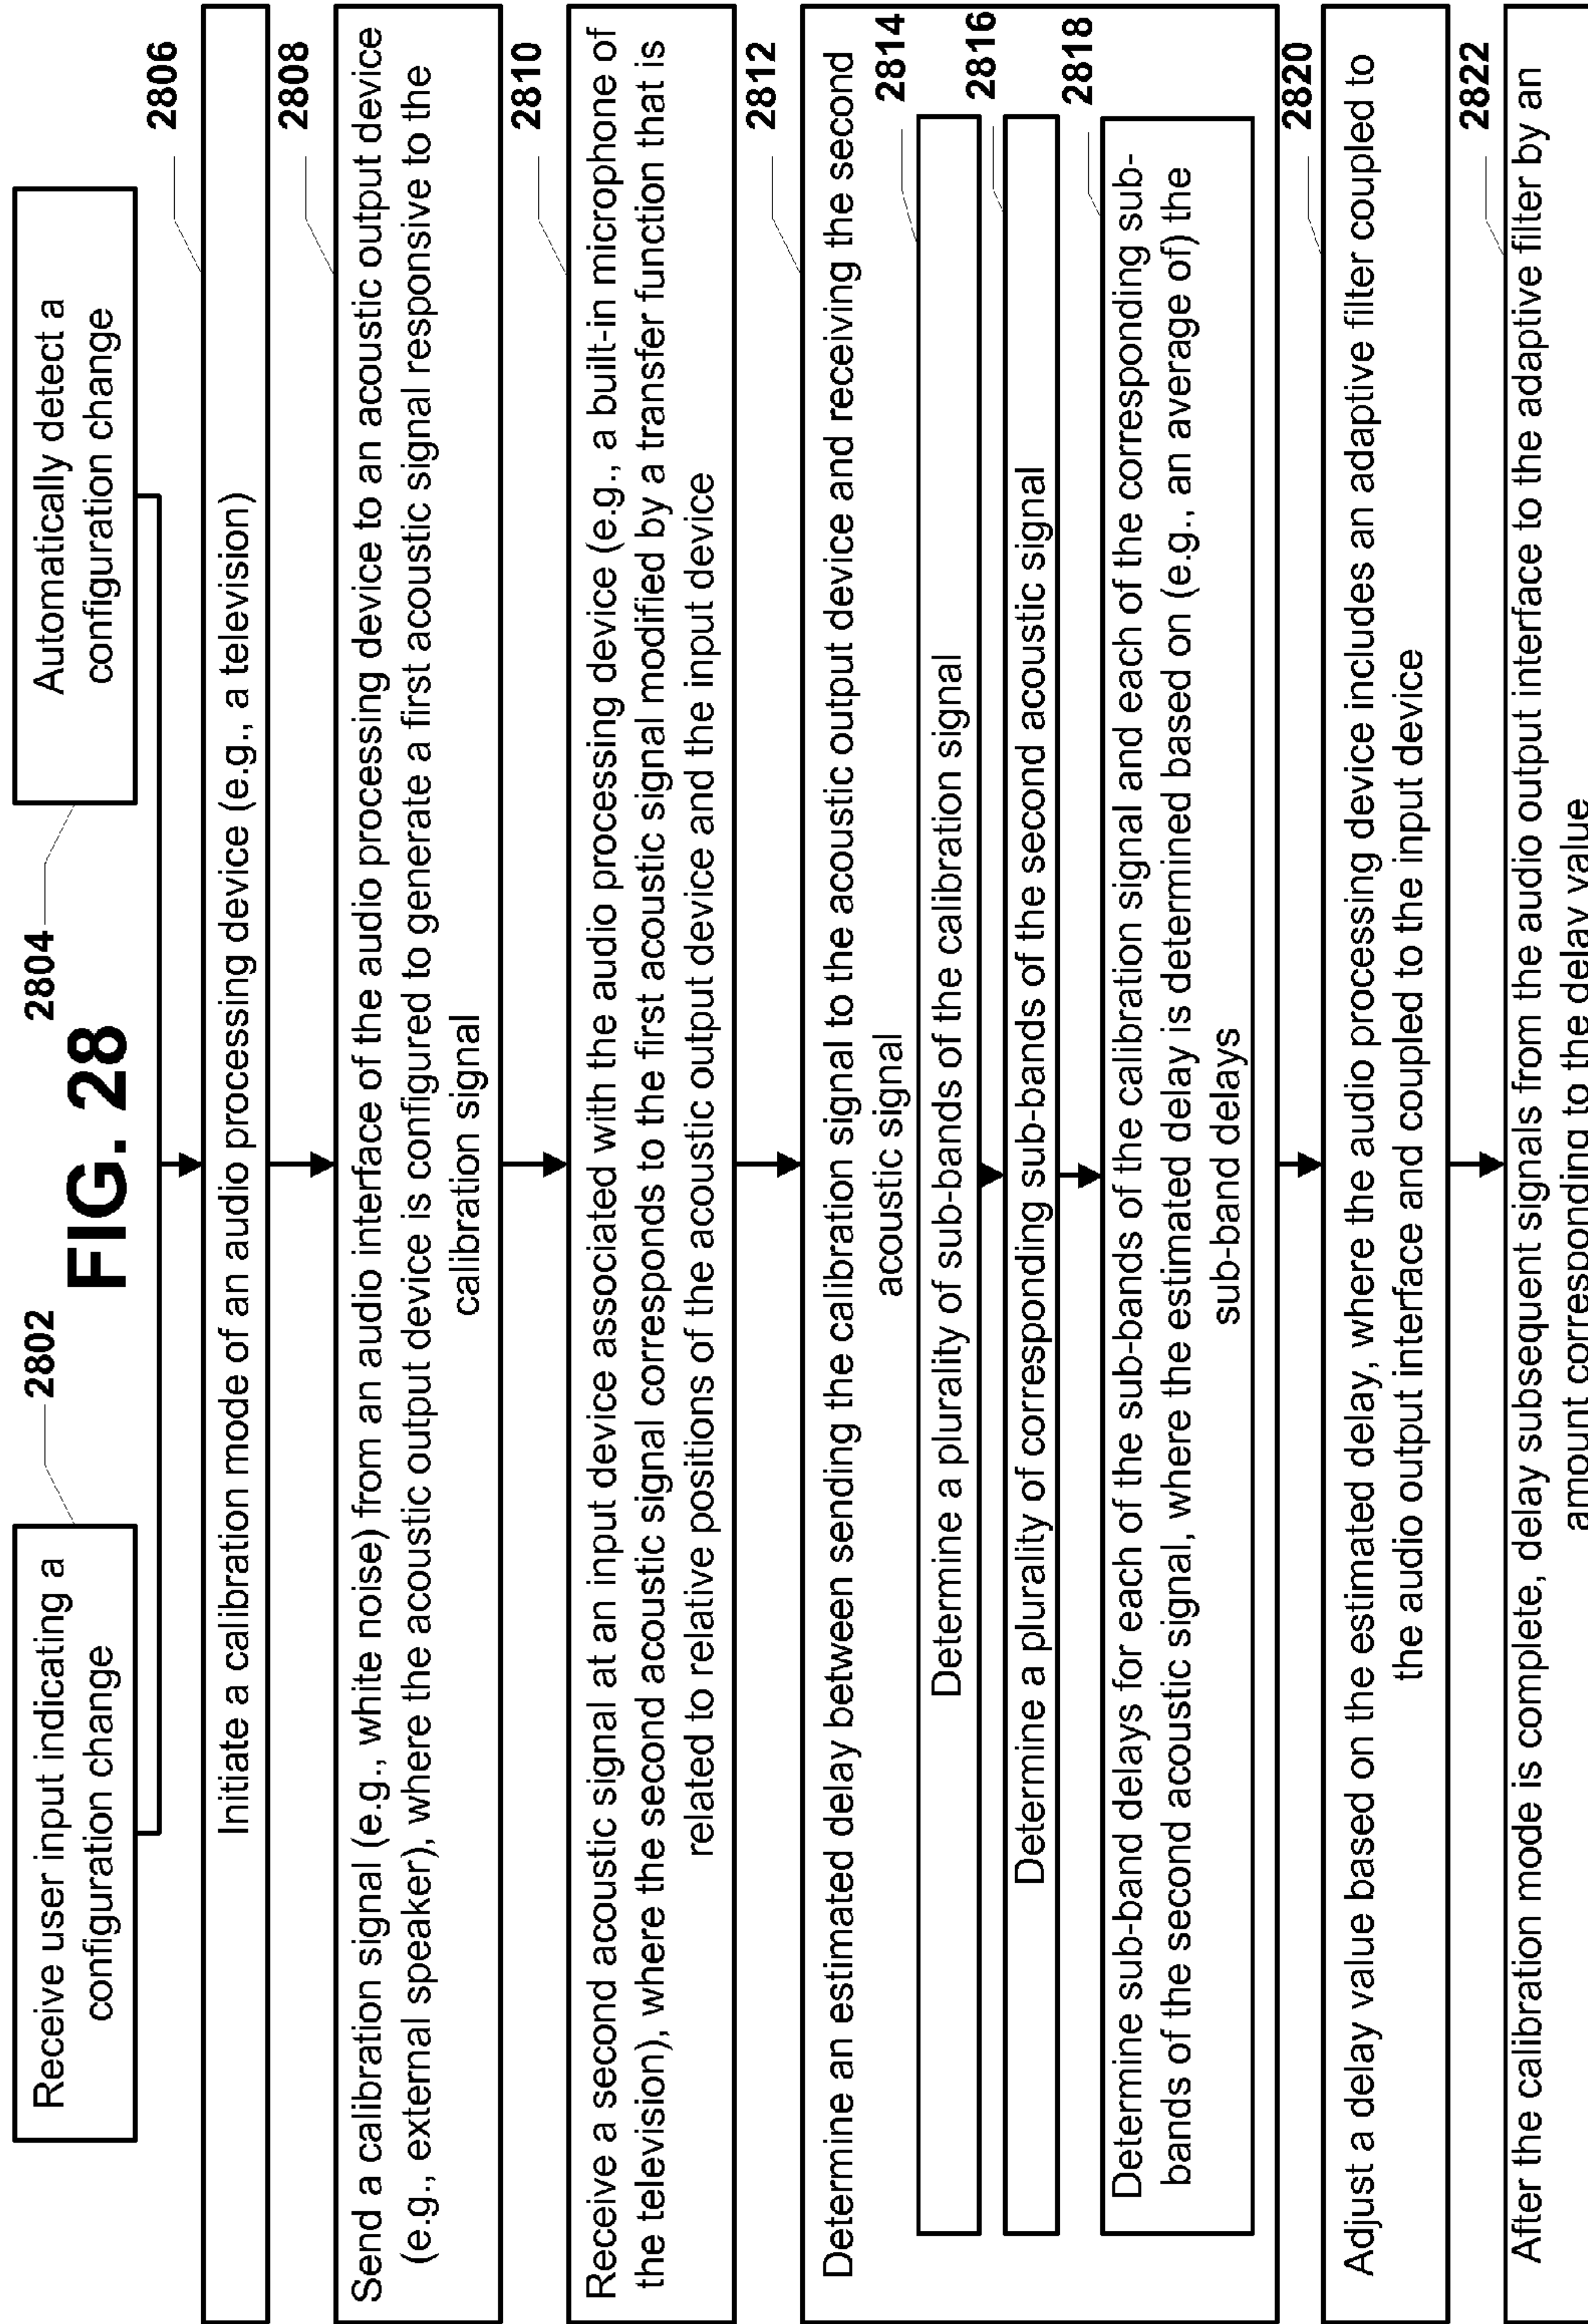 2802
FIG. 28
2804
Receive user input indicating a
configuration change
Automatically detect a
configuration change
2806
Initiate a calibration mode of an audio processing device (e.g., a television)
2808
Send a calibration signal (e.g., white noise) from an audio interface of the audio processing device to an acoustic output device
(e.g., external speaker), where the acoustic output device is configured to generate a first acoustic signal responsive to the
calibration signal
2810
Receive a second acoustic signal at an input device associated with the audio processing device (e.g., a built-in microphone of
the television), where the second acoustic signal corresponds to the first acoustic signal modified by a transfer function that is
related to relative positions of the acoustic output device and the input device
2812
Determine an estimated delay between sending the calibration signal to the acoustic output device and receiving the second
acoustic signal
2814
Determine a plurality of sub-bands of the calibration signal
2816
Determine a plurality of corresponding sub-bands of the second acoustic signal
2818
Determine sub-band delays for each of the sub-bands of the calibration signal and each of the corresponding sub-
bands of the second acoustic signal, where the estimated delay is determined based on (e.g., an average of) the
sub-band delays
2820
Adjust a delay value based on the estimated delay, where the audio processing device includes an adaptive filter coupled to
the audio output interface and coupled to the input device
2822
After the calibration mode is complete, delay subsequent signals from the audio output interface to the adaptive filter by an
amount corresponding to the delay value